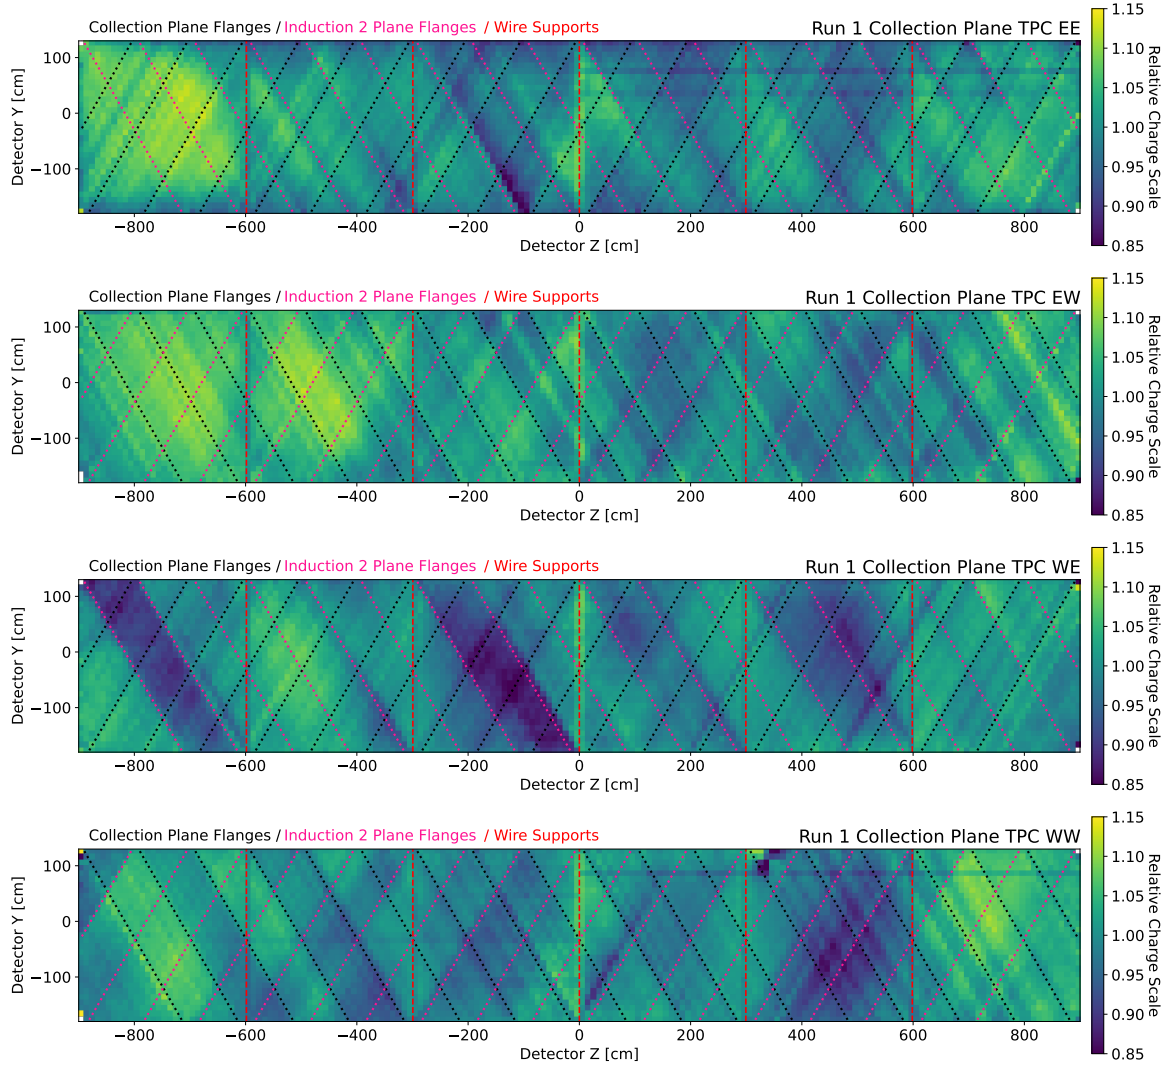 Collection Plane Flanges / Induction 2 Plane Flanges / Wire Supports Run 1 Collection Plane TPC EE
Detector Y [cm]
100
0
−100
−800 −600 −400 −200 0 200 400 600 800
Detector Z [cm]
1.15
1.10
1.05
1.00
0.95
0.90
0.85
Relative Charge Scale
Collection Plane Flanges / Induction 2 Plane Flanges / Wire Supports Run 1 Collection Plane TPC EW
Detector Y [cm]
100
0
−100
−800 −600 −400 −200 0 200 400 600 800
Detector Z [cm]
1.15
1.10
1.05
1.00
0.95
0.90
0.85
Relative Charge Scale
Collection Plane Flanges / Induction 2 Plane Flanges / Wire Supports Run 1 Collection Plane TPC WE
Detector Y [cm]
100
0
−100
−800 −600 −400 −200 0 200 400 600 800
Detector Z [cm]
1.15
1.10
1.05
1.00
0.95
0.90
0.85
Relative Charge Scale
Collection Plane Flanges / Induction 2 Plane Flanges / Wire Supports Run 1 Collection Plane TPC WW
Detector Y [cm]
100
0
−100
−800 −600 −400 −200 0 200 400 600 800
Detector Z [cm]
1.15
1.10
1.05
1.00
0.95
0.90
0.85
Relative Charge Scale